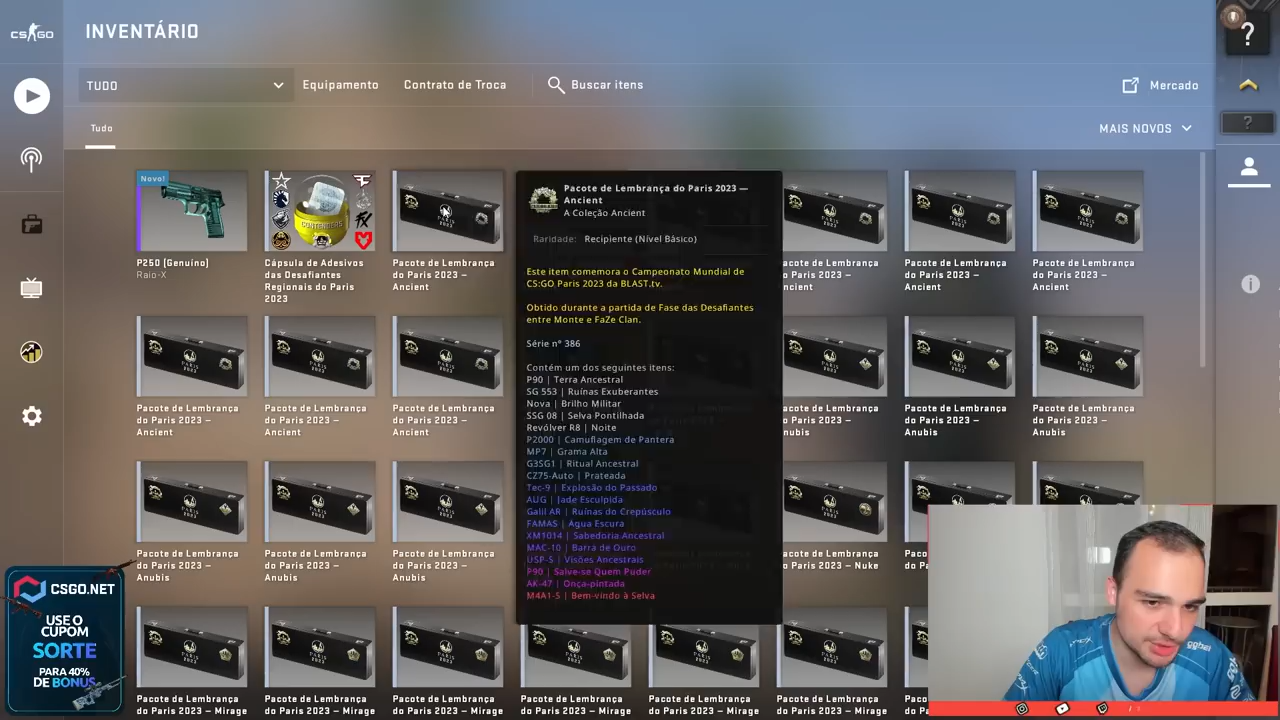 CS:GO
INVENTÁRIO
?
TUDO
Equipamento
Contrato de Troca
Buscar itens
Mercado
?
Tudo
MAIS NOVOS
Novo!
P250 (Genuíno)
Raio-X
Cápsula de Adesivos
das Desafiantes
Regionais do Paris
2023
Pacote de Lembrança
do Paris 2023 –
Ancient
Pacote de Lembrança do Paris 2023 —
Ancient
A Coleção Ancient
Raridade: Recipiente (Nível Básico)
Este item comemora o Campeonato Mundial de
CS:GO Paris 2023 da BLAST.tv.
Obtido durante a partida de Fase das Desafiantes
entre Monte e FaZe Clan.
Série nº 386
Contém um dos seguintes itens:
P90 | Terra Ancestral
SG 553 | Ruínas Exuberantes
Nova | Brilho Militar
SSG 08 | Selva Pontilhada
Revólver R8 | Noite
P2000 | Camuflagem de Pantera
MP7 | Grama Alta
G3SG1 | Ritual Ancestral
CZ75-Auto | Prateada
Tec-9 | Explosão do Passado
AUG | Jade Esculpida
Galil AR | Ruínas do Crepúsculo
FAMAS | Água Escura
XM1014 | Sabedoria Ancestral
MAC-10 | Barra de Ouro
USP-S | Visões Ancestrais
P90 | Salve-se Quem Puder
AK-47 | Onça-pintada
M4A1-S | Bem-vindo à Selva
Pacote de Lembrança
do Paris 2023 –
Ancient
Pacote de Lembrança
do Paris 2023 –
Ancient
Pacote de Lembrança
do Paris 2023 –
Ancient
Pacote de Lembrança
do Paris 2023 –
Ancient
Pacote de Lembrança
do Paris 2023 –
Ancient
Pacote de Lembrança
do Paris 2023 –
Ancient
Pacote de Lembrança
do Paris 2023 –
Anubis
Pacote de Lembrança
do Paris 2023 –
Anubis
Pacote de Lembrança
do Paris 2023 –
Anubis
Pacote de Lembrança
do Paris 2023 –
Anubis
Pacote de Lembrança
do Paris 2023 –
Anubis
Pacote de Lembrança
do Paris 2023 –
Anubis
Pacote de Lembrança
do Paris 2023 – Nuke
Pacote de Lembrança
do Paris 2023 – Mirage
Pacote de Lembrança
do Paris 2023 – Mirage
Pacote de Lembrança
do Paris 2023 – Mirage
Pacote de Lembrança
do Paris 2023 – Mirage
Pacote de Lembrança
do Paris 2023 – Mirage
Pacote de Lembrança
do Paris 2023 – Mirage
CSGO.NET
USE O
CUPOM
SORTE
PARA 40%
DE BONUS